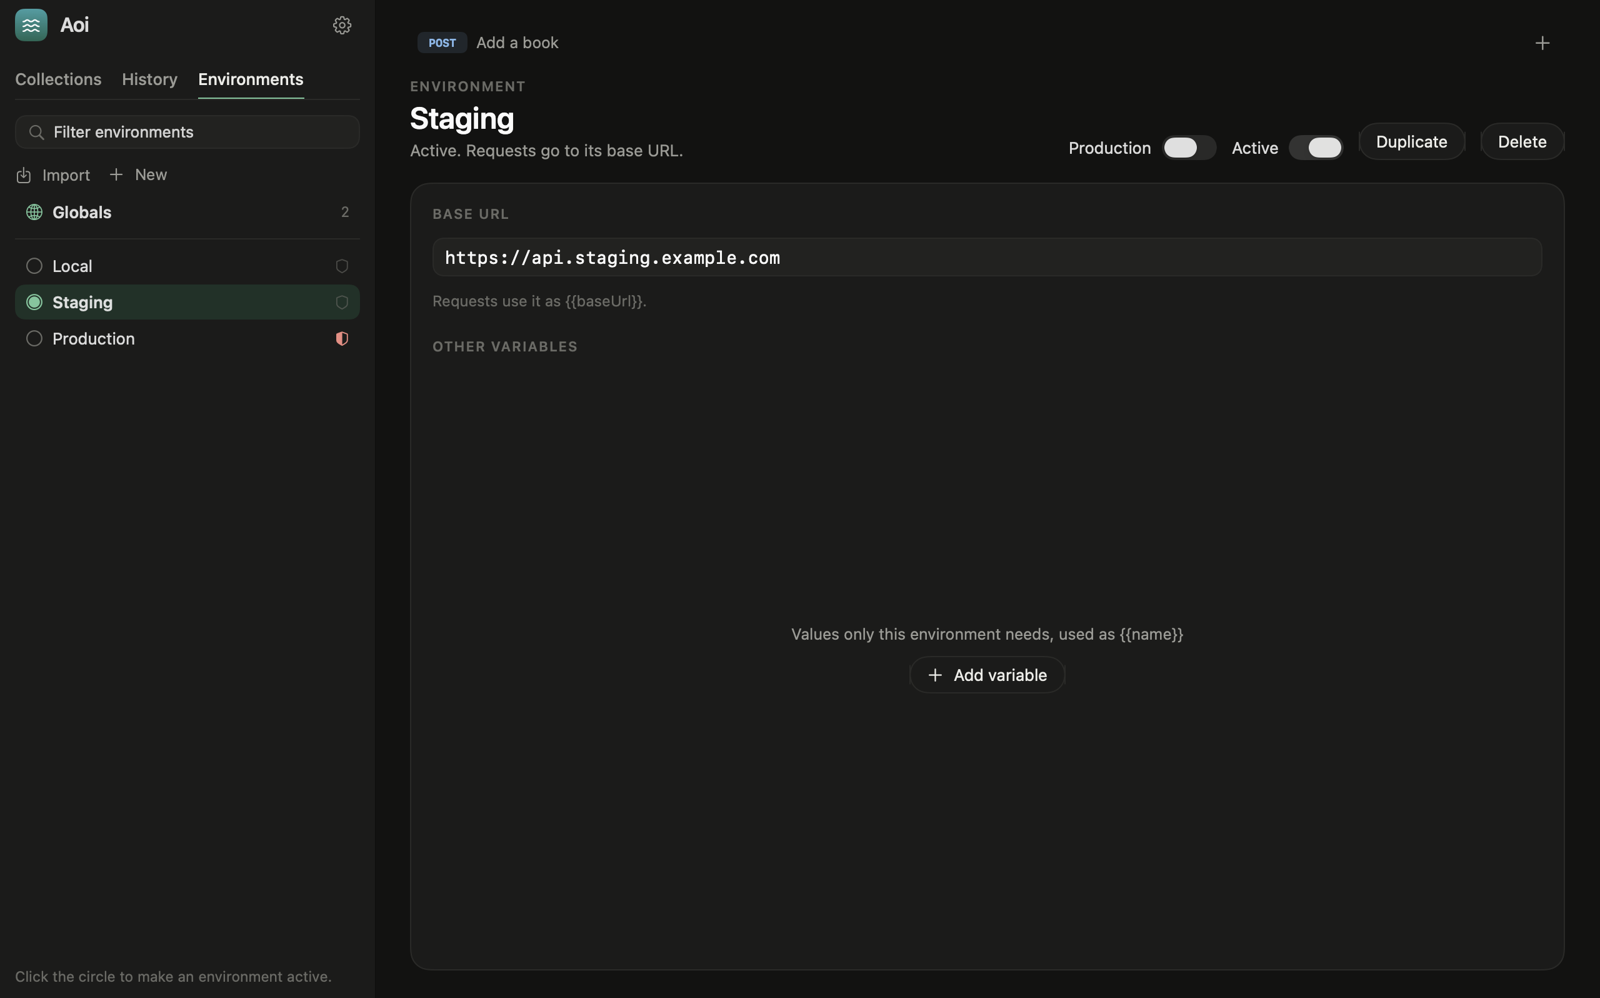 Aoi
Collections History Environments
Filter environments
Import + New
Globals 2
Local
Staging
Production
Click the circle to make an environment active.
POST Add a book +
ENVIRONMENT
Staging
Active. Requests go to its base URL.
Production Active Duplicate Delete
BASE URL
https://api.staging.example.com
Requests use it as {{baseUrl}}.
OTHER VARIABLES
Values only this environment needs, used as {{name}}
+ Add variable